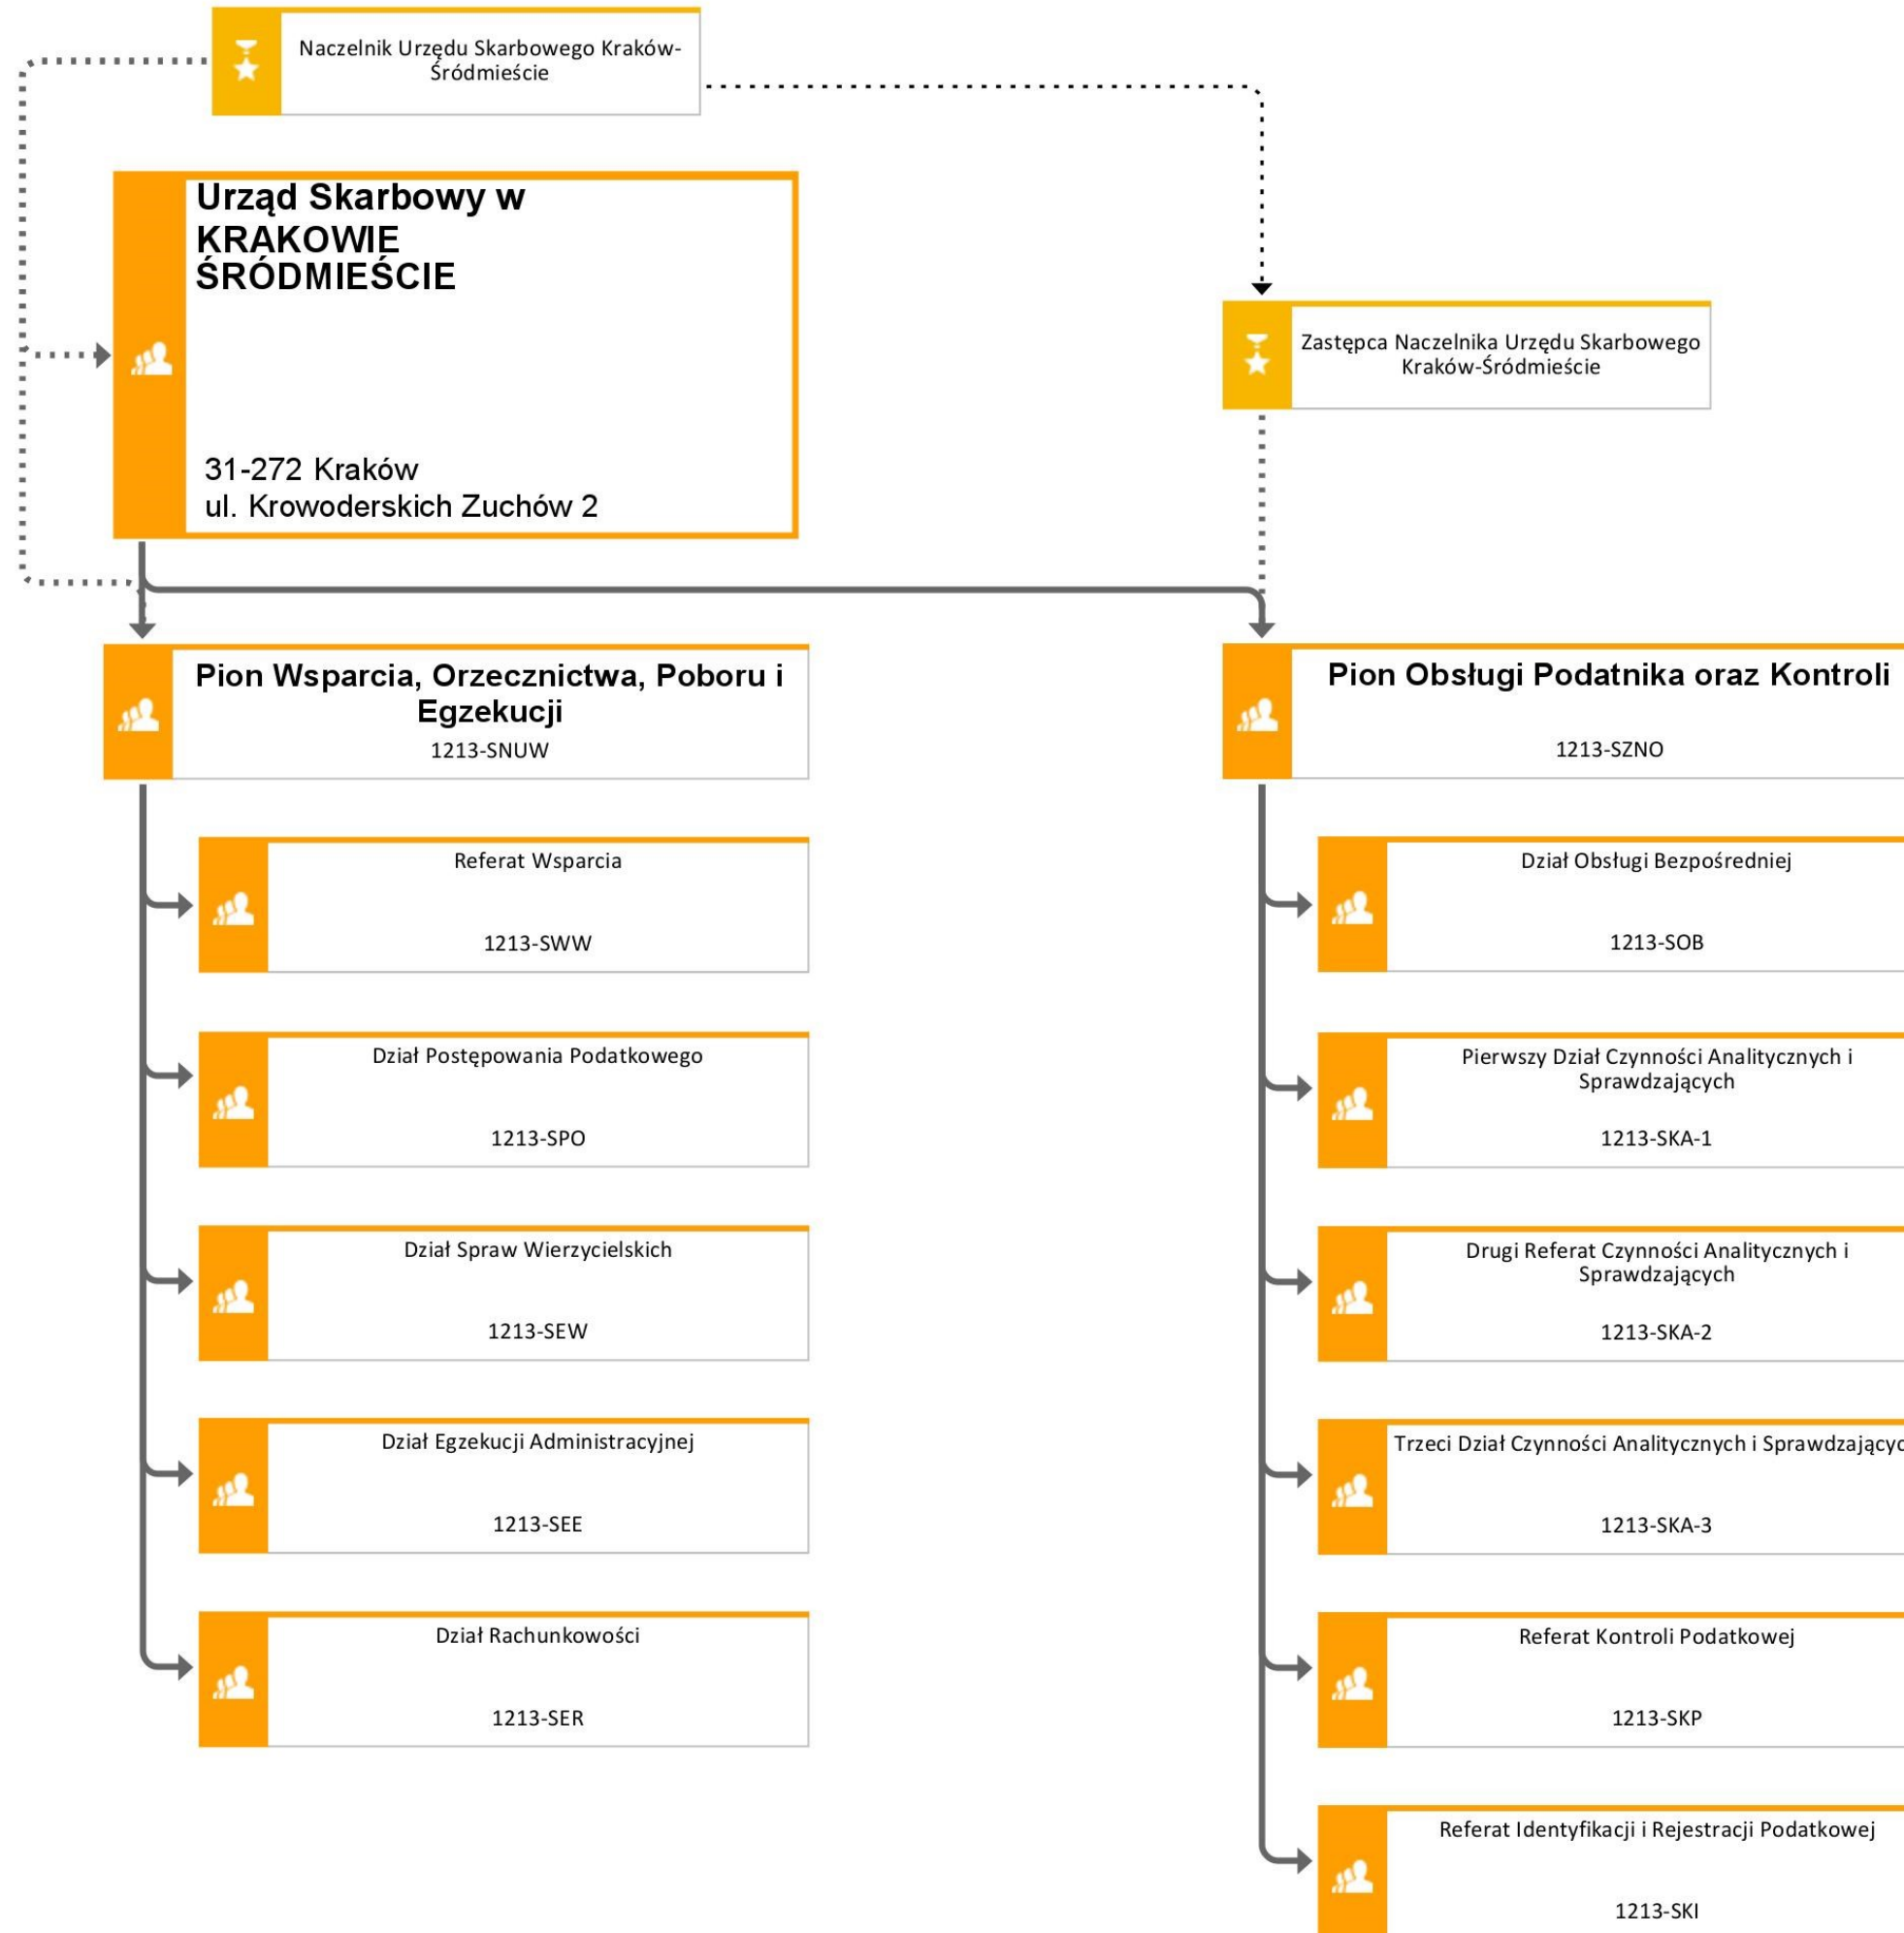 Naczelnik Urzędu Skarbowego Kraków-
Śródmieście
Urząd Skarbowy w
KRAKOWIE
ŚRÓDMIEŚCIE
31-272 Kraków
ul. Krowoderskich Zuchów 2
Zastępca Naczelnika Urzędu Skarbowego
Kraków-Śródmieście
Pion Wsparcia, Orzecznictwa, Poboru i
Egzekucji
1213-SNUW
Referat Wsparcia
1213-SWW
Dział Postępowania Podatkowego
1213-SPO
Dział Spraw Wierzycielskich
1213-SEW
Dział Egzekucji Administracyjnej
1213-SEE
Dział Rachunkowości
1213-SER
Pion Obsługi Podatnika oraz Kontroli
1213-SZNO
Dział Obsługi Bezpośredniej
1213-SOB
Pierwszy Dział Czynności Analitycznych i
Sprawdzających
1213-SKA-1
Drugi Referat Czynności Analitycznych i
Sprawdzających
1213-SKA-2
Trzeci Dział Czynności Analitycznych i
1213-SKA-3
Referat Kontroli Podatkowej
1213-SKP
Referat Identyfikacji i Rejestracji Podatkowej
1213-SKI